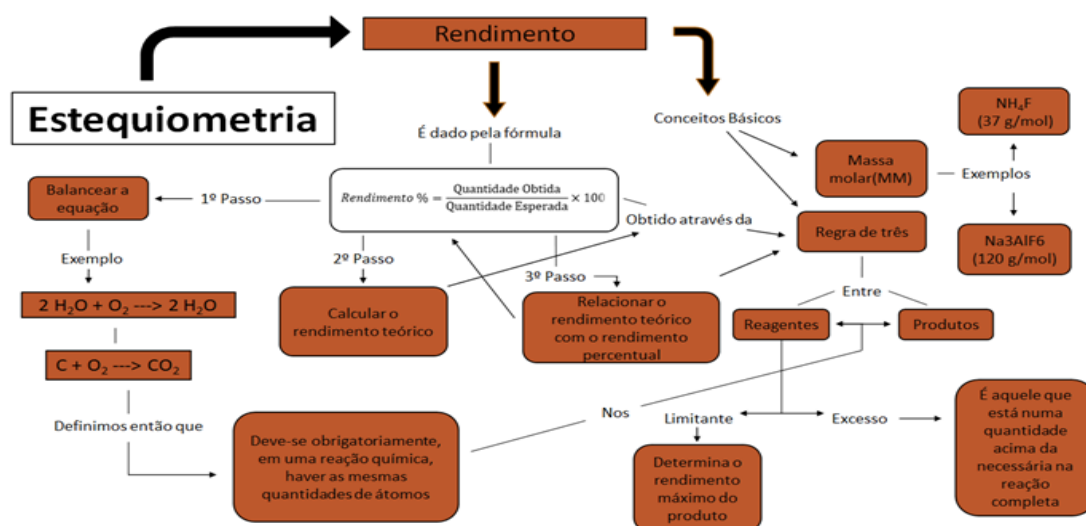 Rendimento
Estequiometria
É dado pela fórmula
Conceitos Básicos
NH₄F
(37 g/mol)
Massa
molar(MM)
Exemplos
Na3AlF6
(120 g/mol)
Balancear a
equação
1º Passo
Rendimento % = Quantidade Obtida / Quantidade Esperada × 100
Obtido através da
Regra de três
Exemplo
2º Passo
3º Passo
Entre
Calcular o
rendimento teórico
Relacionar o
rendimento teórico
com o rendimento
percentual
Reagentes
Produtos
2 H₂O + O₂ ---> 2 H₂O
C + O₂ ---> CO₂
Definimos então que
Nos
Limitante
Excesso
Deve-se obrigatoriamente,
em uma reação química,
haver as mesmas
quantidades de átomos
Determina o
rendimento
máximo do
produto
É aquele que
está numa
quantidade
acima da
necessária na
reação
completa